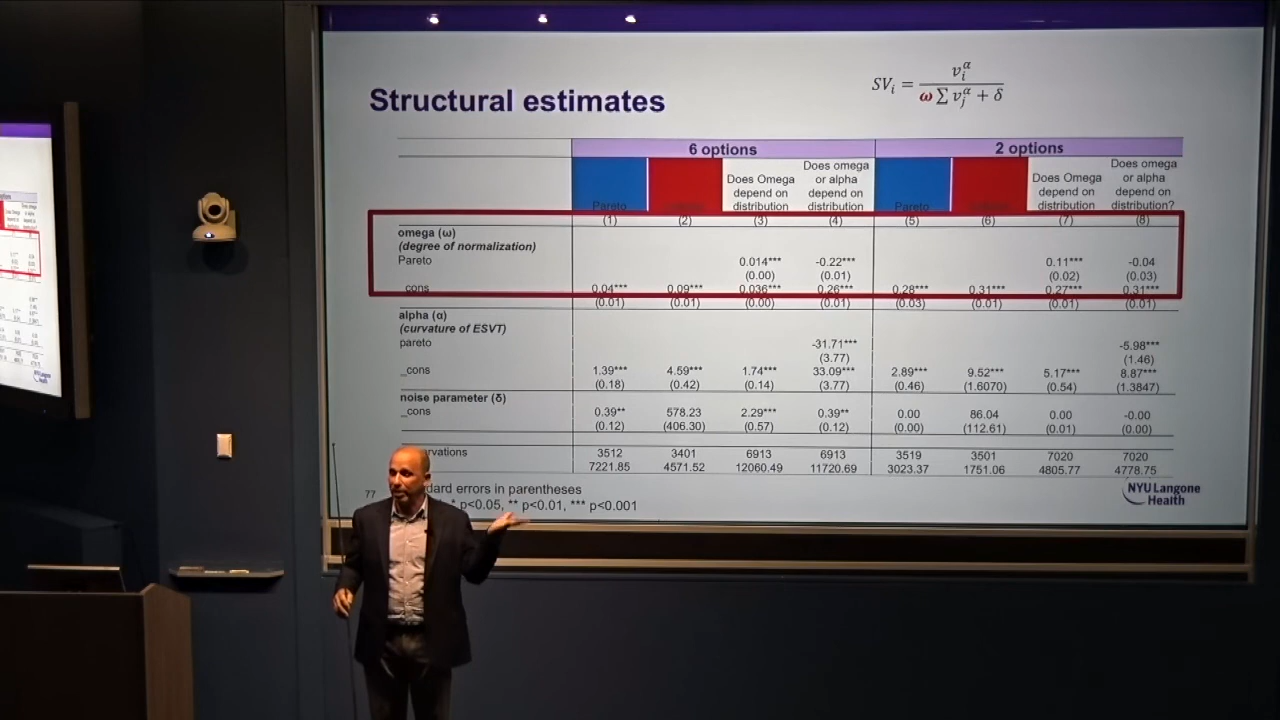 Structural estimates
SVᵢ = vᵢ^α / (ω ∑ vⱼ^α + δ)
6 options 2 options
Pareto Does Omega depend on distribution Does omega or alpha depend on distribution Pareto Does Omega depend on distribution Does omega or alpha depend on distribution?
(1) (2) (3) (4) (5) (6) (7) (8)
omega (ω)
(degree of normalization)
Pareto 0.014*** -0.22*** 0.11*** -0.04
(0.00) (0.01) (0.02) (0.03)
_cons 0.04*** 0.09*** 0.036*** 0.26*** 0.28*** 0.31*** 0.27*** 0.31***
(0.01) (0.01) (0.00) (0.01) (0.03) (0.01) (0.01) (0.01)
alpha (α)
(curvature of ESVT)
pareto -31.71*** -5.98***
(3.77) (1.46)
_cons 1.39*** 4.59*** 1.74*** 33.09*** 2.89*** 9.52*** 5.17*** 8.87***
(0.18) (0.42) (0.14) (3.77) (0.46) (1.6070) (0.54) (1.3847)
noise parameter (δ)
_cons 0.39** 578.23 2.29*** 0.39** 0.00 86.04 0.00 -0.00
(0.12) (406.30) (0.57) (0.12) (0.00) (112.61) (0.01) (0.00)
rvations 3512 3401 6913 6913 3519 3501 7020 7020
7221.85 4571.52 12060.49 11720.69 3023.37 1751.06 4805.77 4778.75
77 dard errors in parentheses
* p<0.05, ** p<0.01, *** p<0.001
NYU Langone
Health